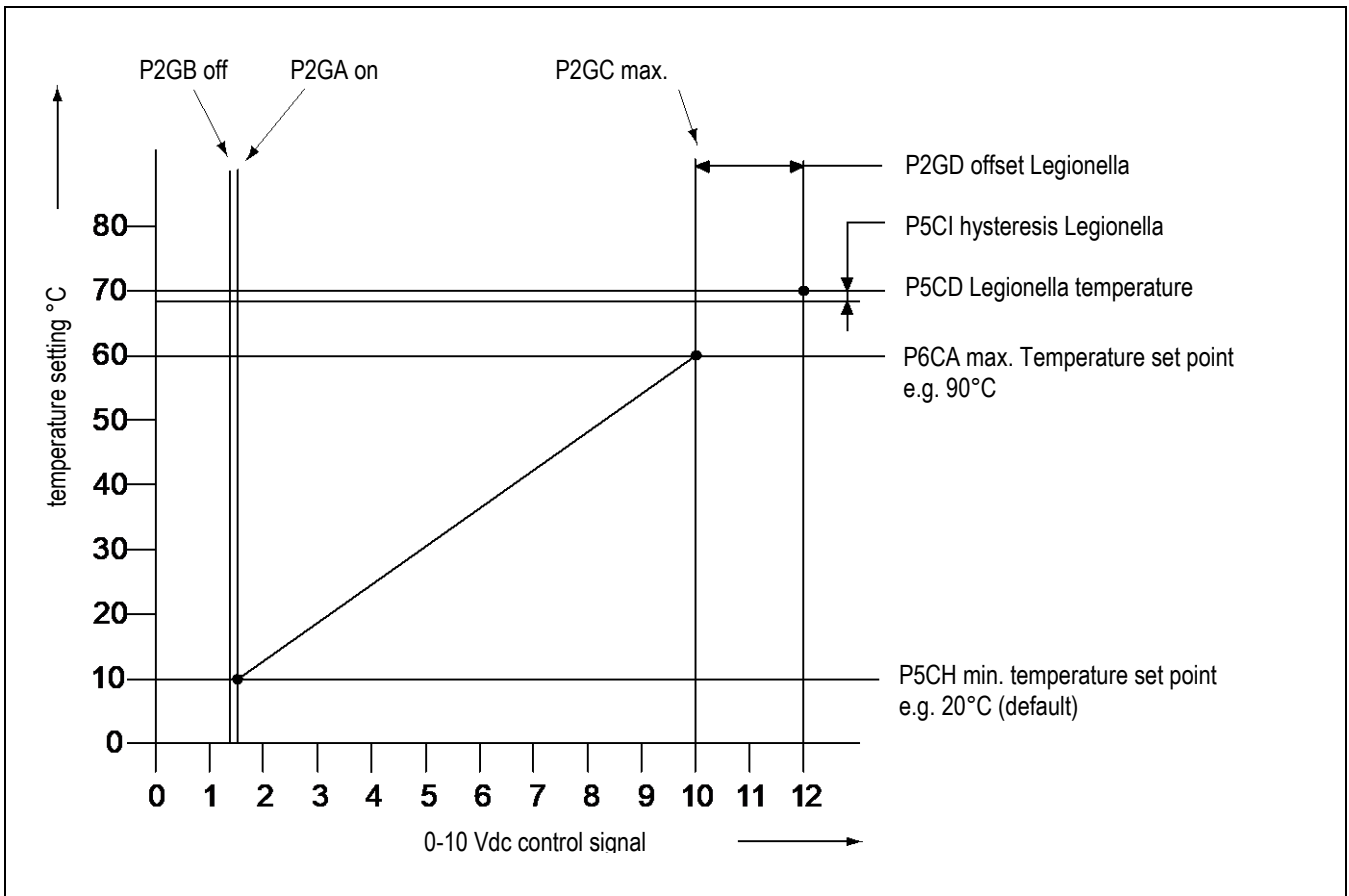 P2GB off
P2GA on
P2GC max.
P2GD offset Legionella
P5CI hysteresis Legionella
P5CD Legionella temperature
P6CA max. Temperature set point
e.g. 90°C
P5CH min. temperature set point
e.g. 20°C (default)
temperature setting °C
80
70
60
50
40
30
20
10
0
0 1 2 3 4 5 6 7 8 9 10 11 12
0-10 Vdc control signal